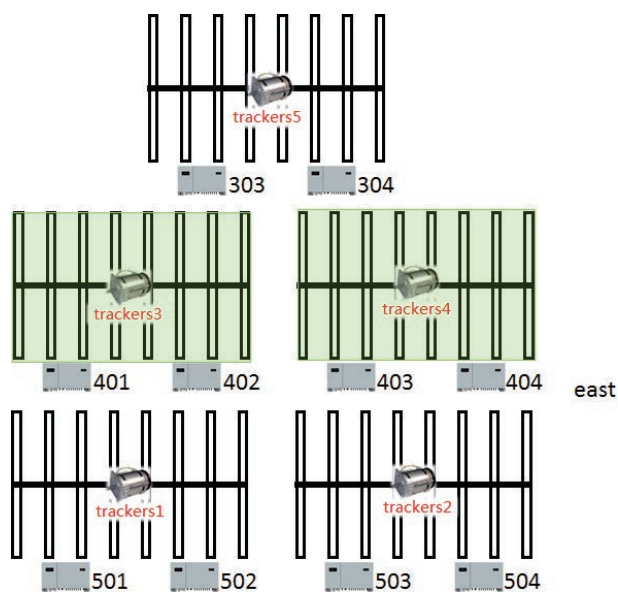 trackers5
303 304
trackers3 trackers4
401 402 403 404
east
trackers1 trackers2
501 502 503 504